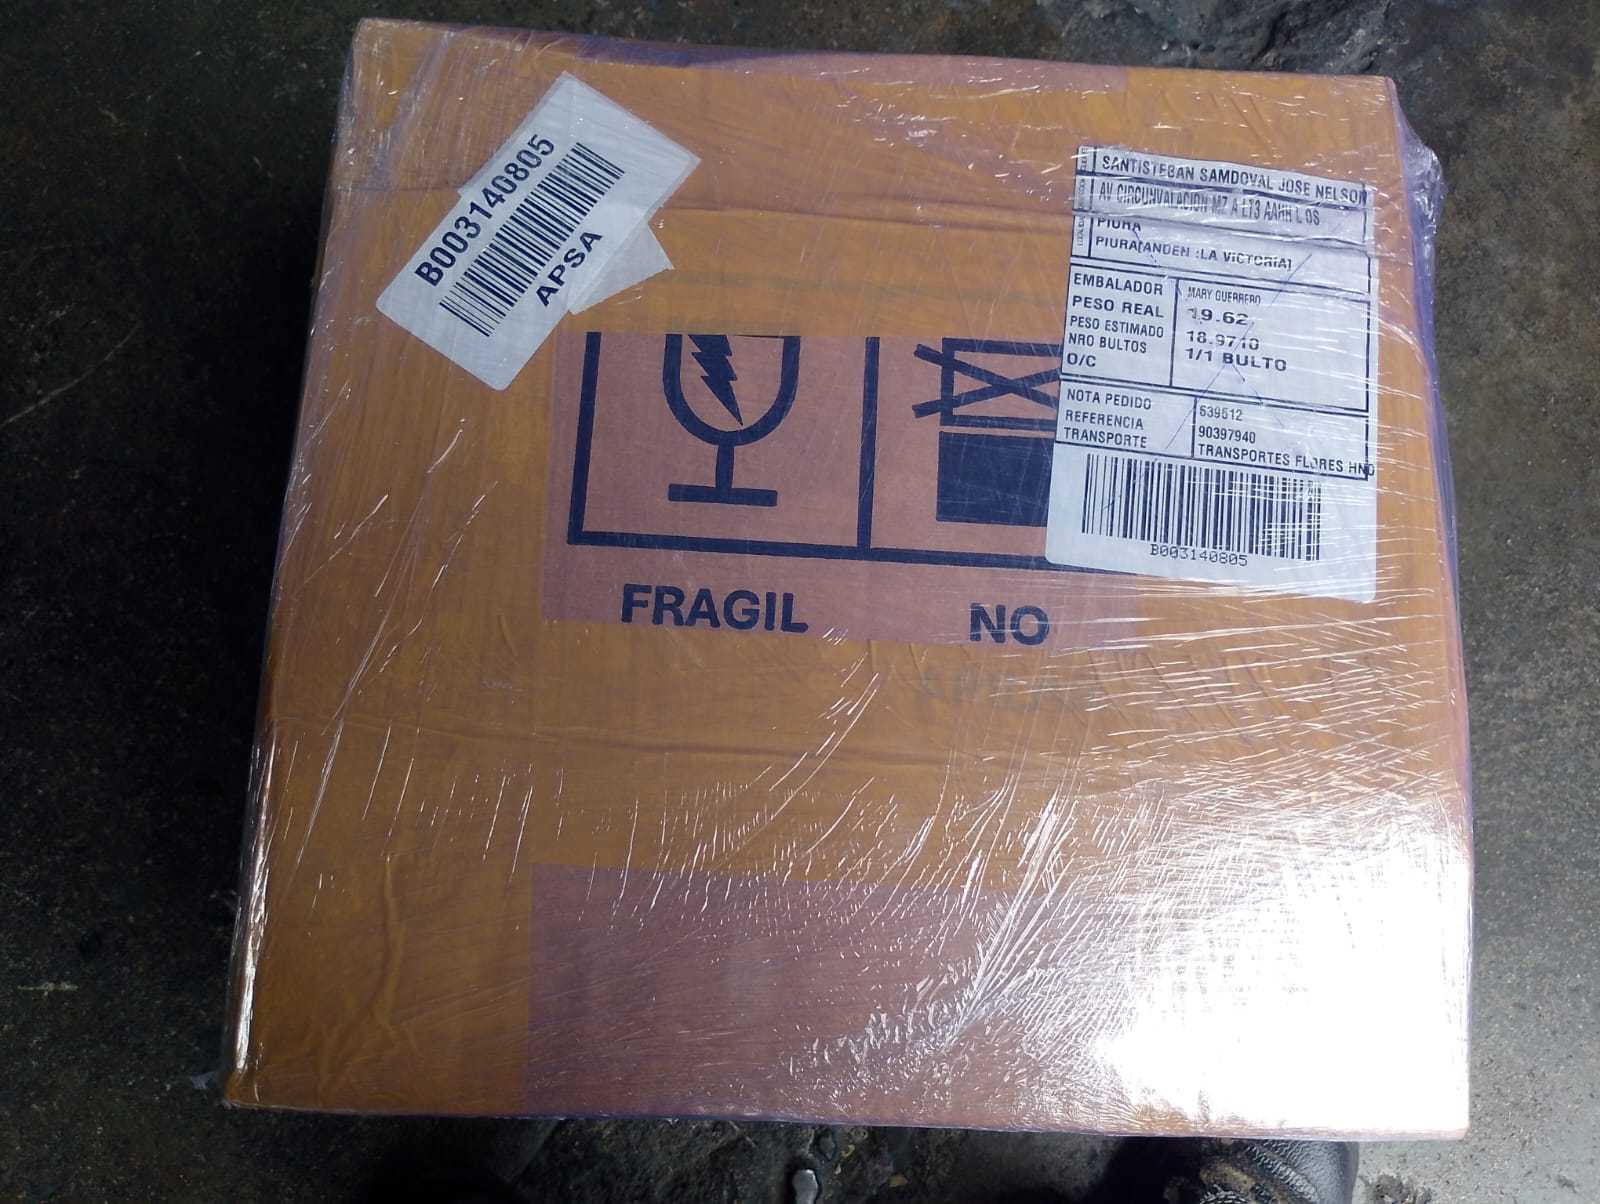 B003140805
APSA
SANTISTEBAN SAMDOVAL JOSE NELSON
AV CIRCUNVALACION MZ A LT3 AAHH L OS
PIURA
PIURA[ANDEN :LA VICTORIA]
EMBALADOR MARY GUERRERO
PESO REAL 19.62
PESO ESTIMADO 18.9710
NRO BULTOS 1/1 BULTO
O/C
NOTA PEDIDO 539512
REFERENCIA 90397940
TRANSPORTE TRANSPORTES FLORES HNO
B003140805
FRAGIL NO